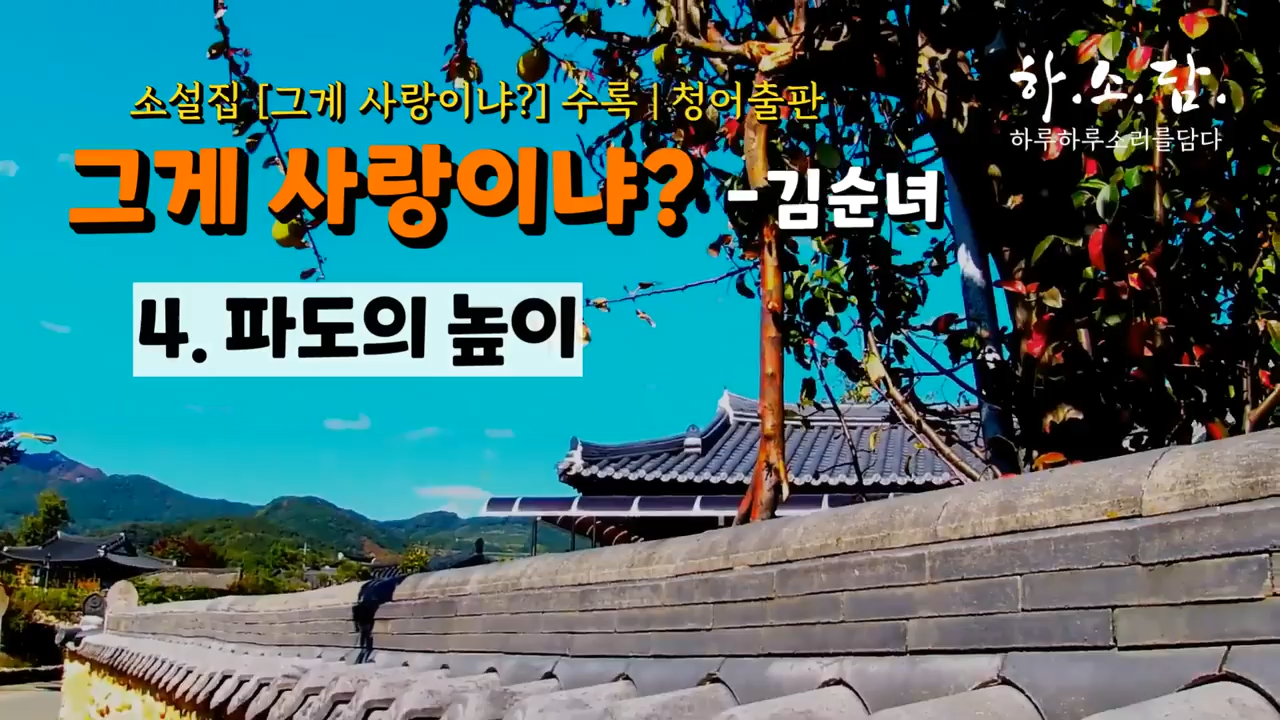 소설집 [그게 사랑이냐?] 수록 | 청어출판
그게 사랑이냐? -김순녀
4. 파도의 높이
하.소.담.
하루하루소리를담다